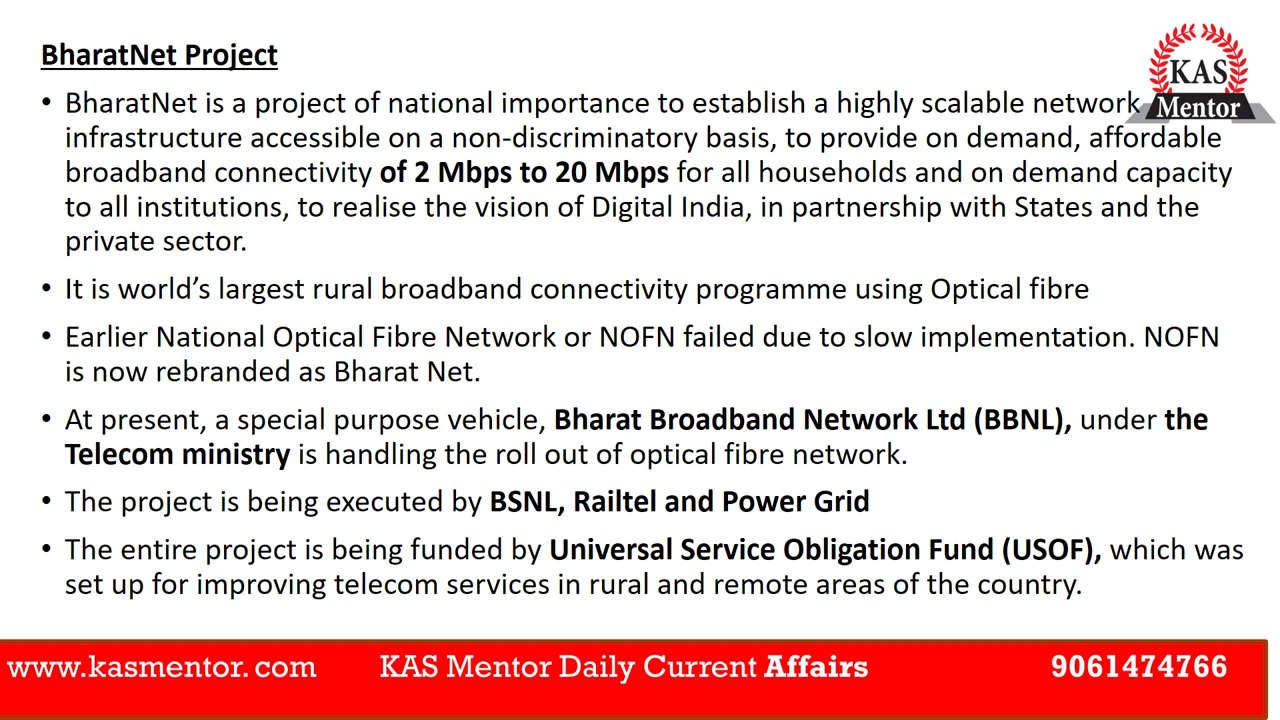 BharatNet Project
KAS
Mentor
• BharatNet is a project of national importance to establish a highly scalable network
infrastructure accessible on a non-discriminatory basis, to provide on demand, affordable
broadband connectivity of 2 Mbps to 20 Mbps for all households and on demand capacity
to all institutions, to realise the vision of Digital India, in partnership with States and the
private sector.
• It is world’s largest rural broadband connectivity programme using Optical fibre
• Earlier National Optical Fibre Network or NOFN failed due to slow implementation. NOFN
is now rebranded as Bharat Net.
• At present, a special purpose vehicle, Bharat Broadband Network Ltd (BBNL), under the
Telecom ministry is handling the roll out of optical fibre network.
• The project is being executed by BSNL, Railtel and Power Grid
• The entire project is being funded by Universal Service Obligation Fund (USOF), which was
set up for improving telecom services in rural and remote areas of the country.
www.kasmentor. com KAS Mentor Daily Current Affairs 9061474766